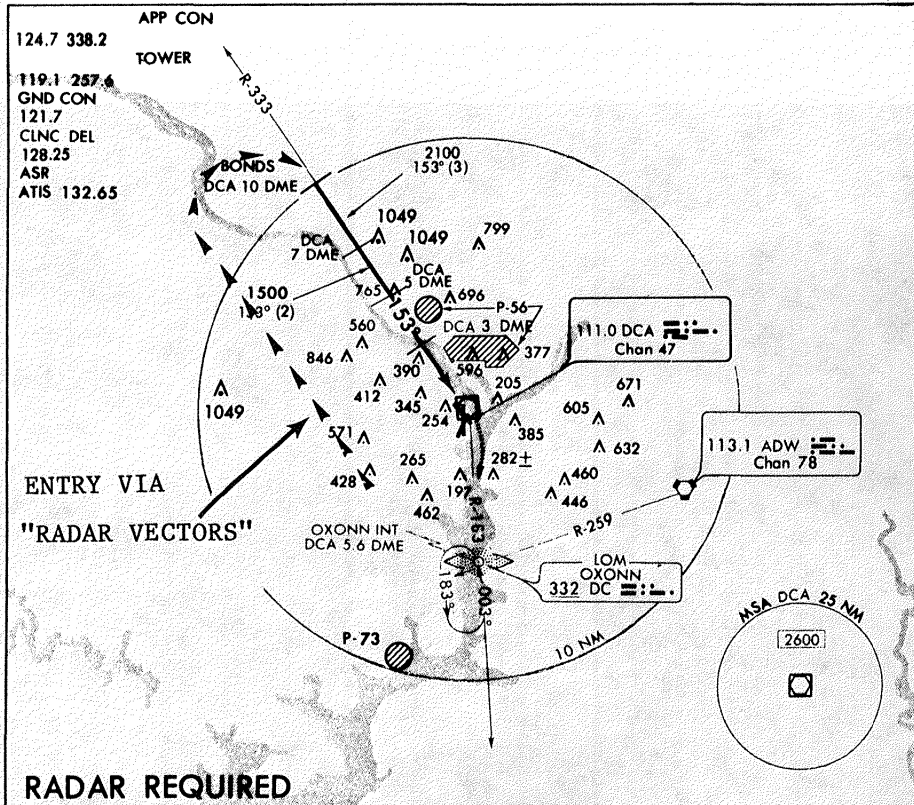 APP CON
124.7 338.2
TOWER
119.1 257.6
GND CON
121.7
CLNC DEL
128.25
ASR
ATIS 132.65
R-333
BONDS
DCA 10 DME
2100
153° (3)
1049
DCA
7 DME
1049
799
DCA
5 DME
765
1500
153° (2)
696
P-56
153°
DCA 3 DME
111.0 DCA
Chan 47
560
846
390
596
377
412
345
254
205
671
605
1049
571
385
632
113.1 ADW
Chan 78
428
265
197
282±
460
462
446
ENTRY VIA
"RADAR VECTORS"
R-153
R-259
OXONN INT
DCA 5.6 DME
LOM
OXONN
332 DC
183°
003°
P-73
10 NM
MSA DCA 25 NM
2600
RADAR REQUIRED